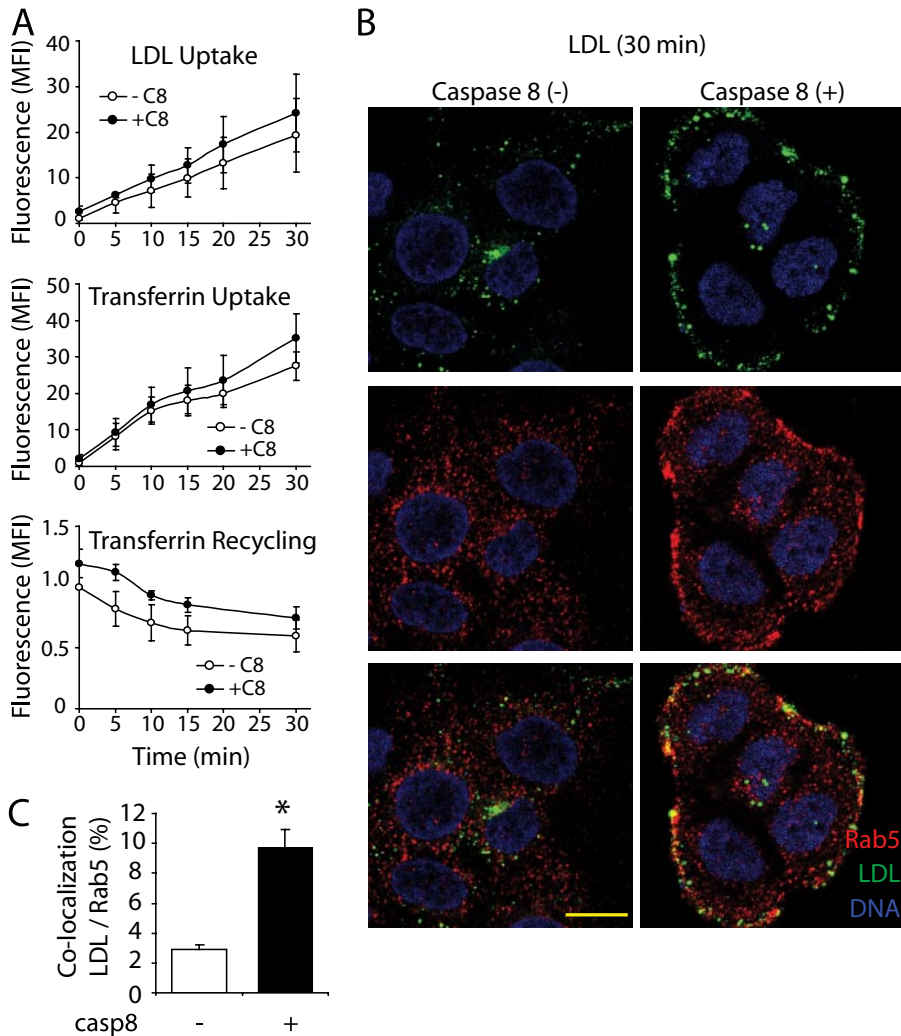 A
LDL Uptake
Fluorescence (MFI)
40
30
20
10
0
- C8
+C8
0 5 10 15 20 25 30
Transferrin Uptake
Fluorescence (MFI)
50
40
30
20
10
0
- C8
+C8
0 5 10 15 20 25 30
Transferrin Recycling
Fluorescence (MFI)
1.5
1.0
0.5
0
- C8
+C8
0 5 10 15 20 25 30
Time (min)
B
LDL (30 min)
Caspase 8 (-)
Caspase 8 (+)
Rab5
LDL
DNA
C
Co-localization
LDL / Rab5 (%)
12
10
8
6
4
2
0
*
casp8 - +